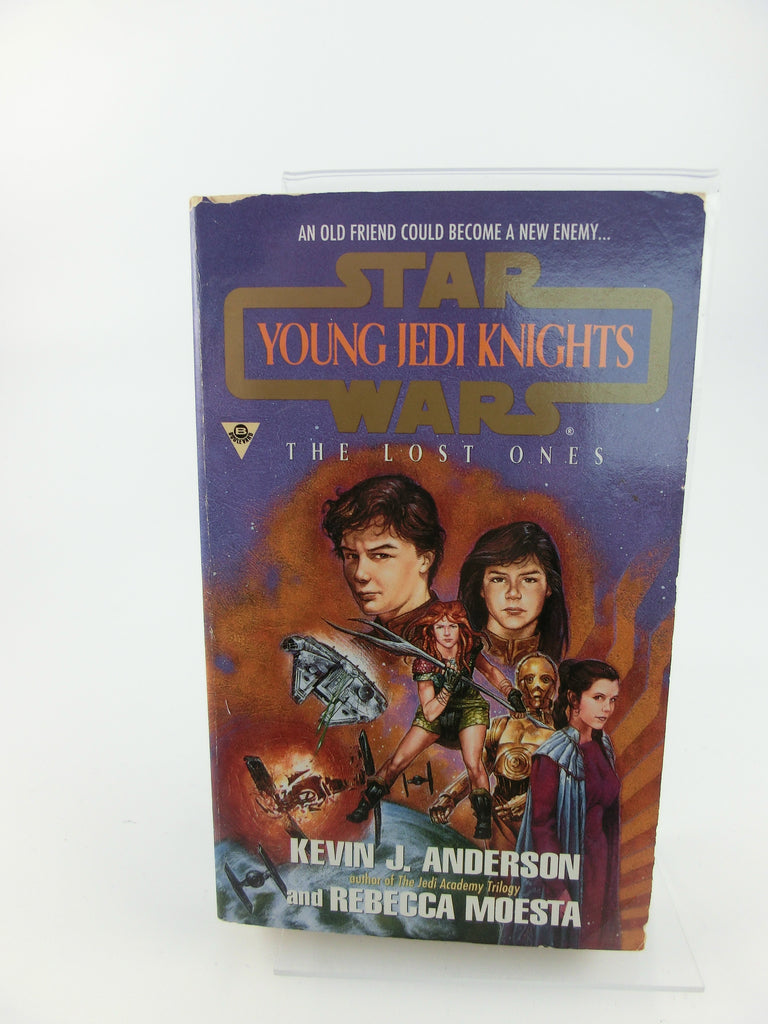 AN OLD FRIEND COULD BECOME A NEW ENEMY...
STAR
YOUNG JEDI KNIGHTS
WARS®
B
BOULEVARD
THE LOST ONES
KEVIN J. ANDERSON
author of The Jedi Academy Trilogy
and REBECCA MOESTA